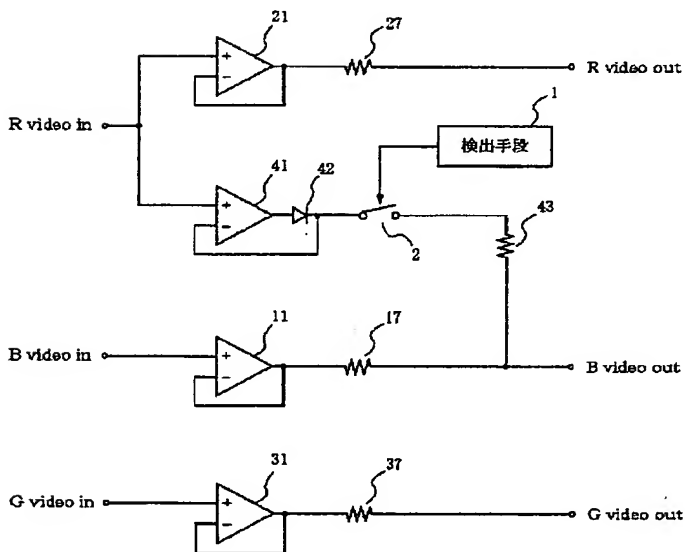 21
27
+
−
R video out
1
R video in
検出手段
41
42
+
−
2
43
11
17
B video in
+
−
B video out
31
37
G video in
+
−
G video out